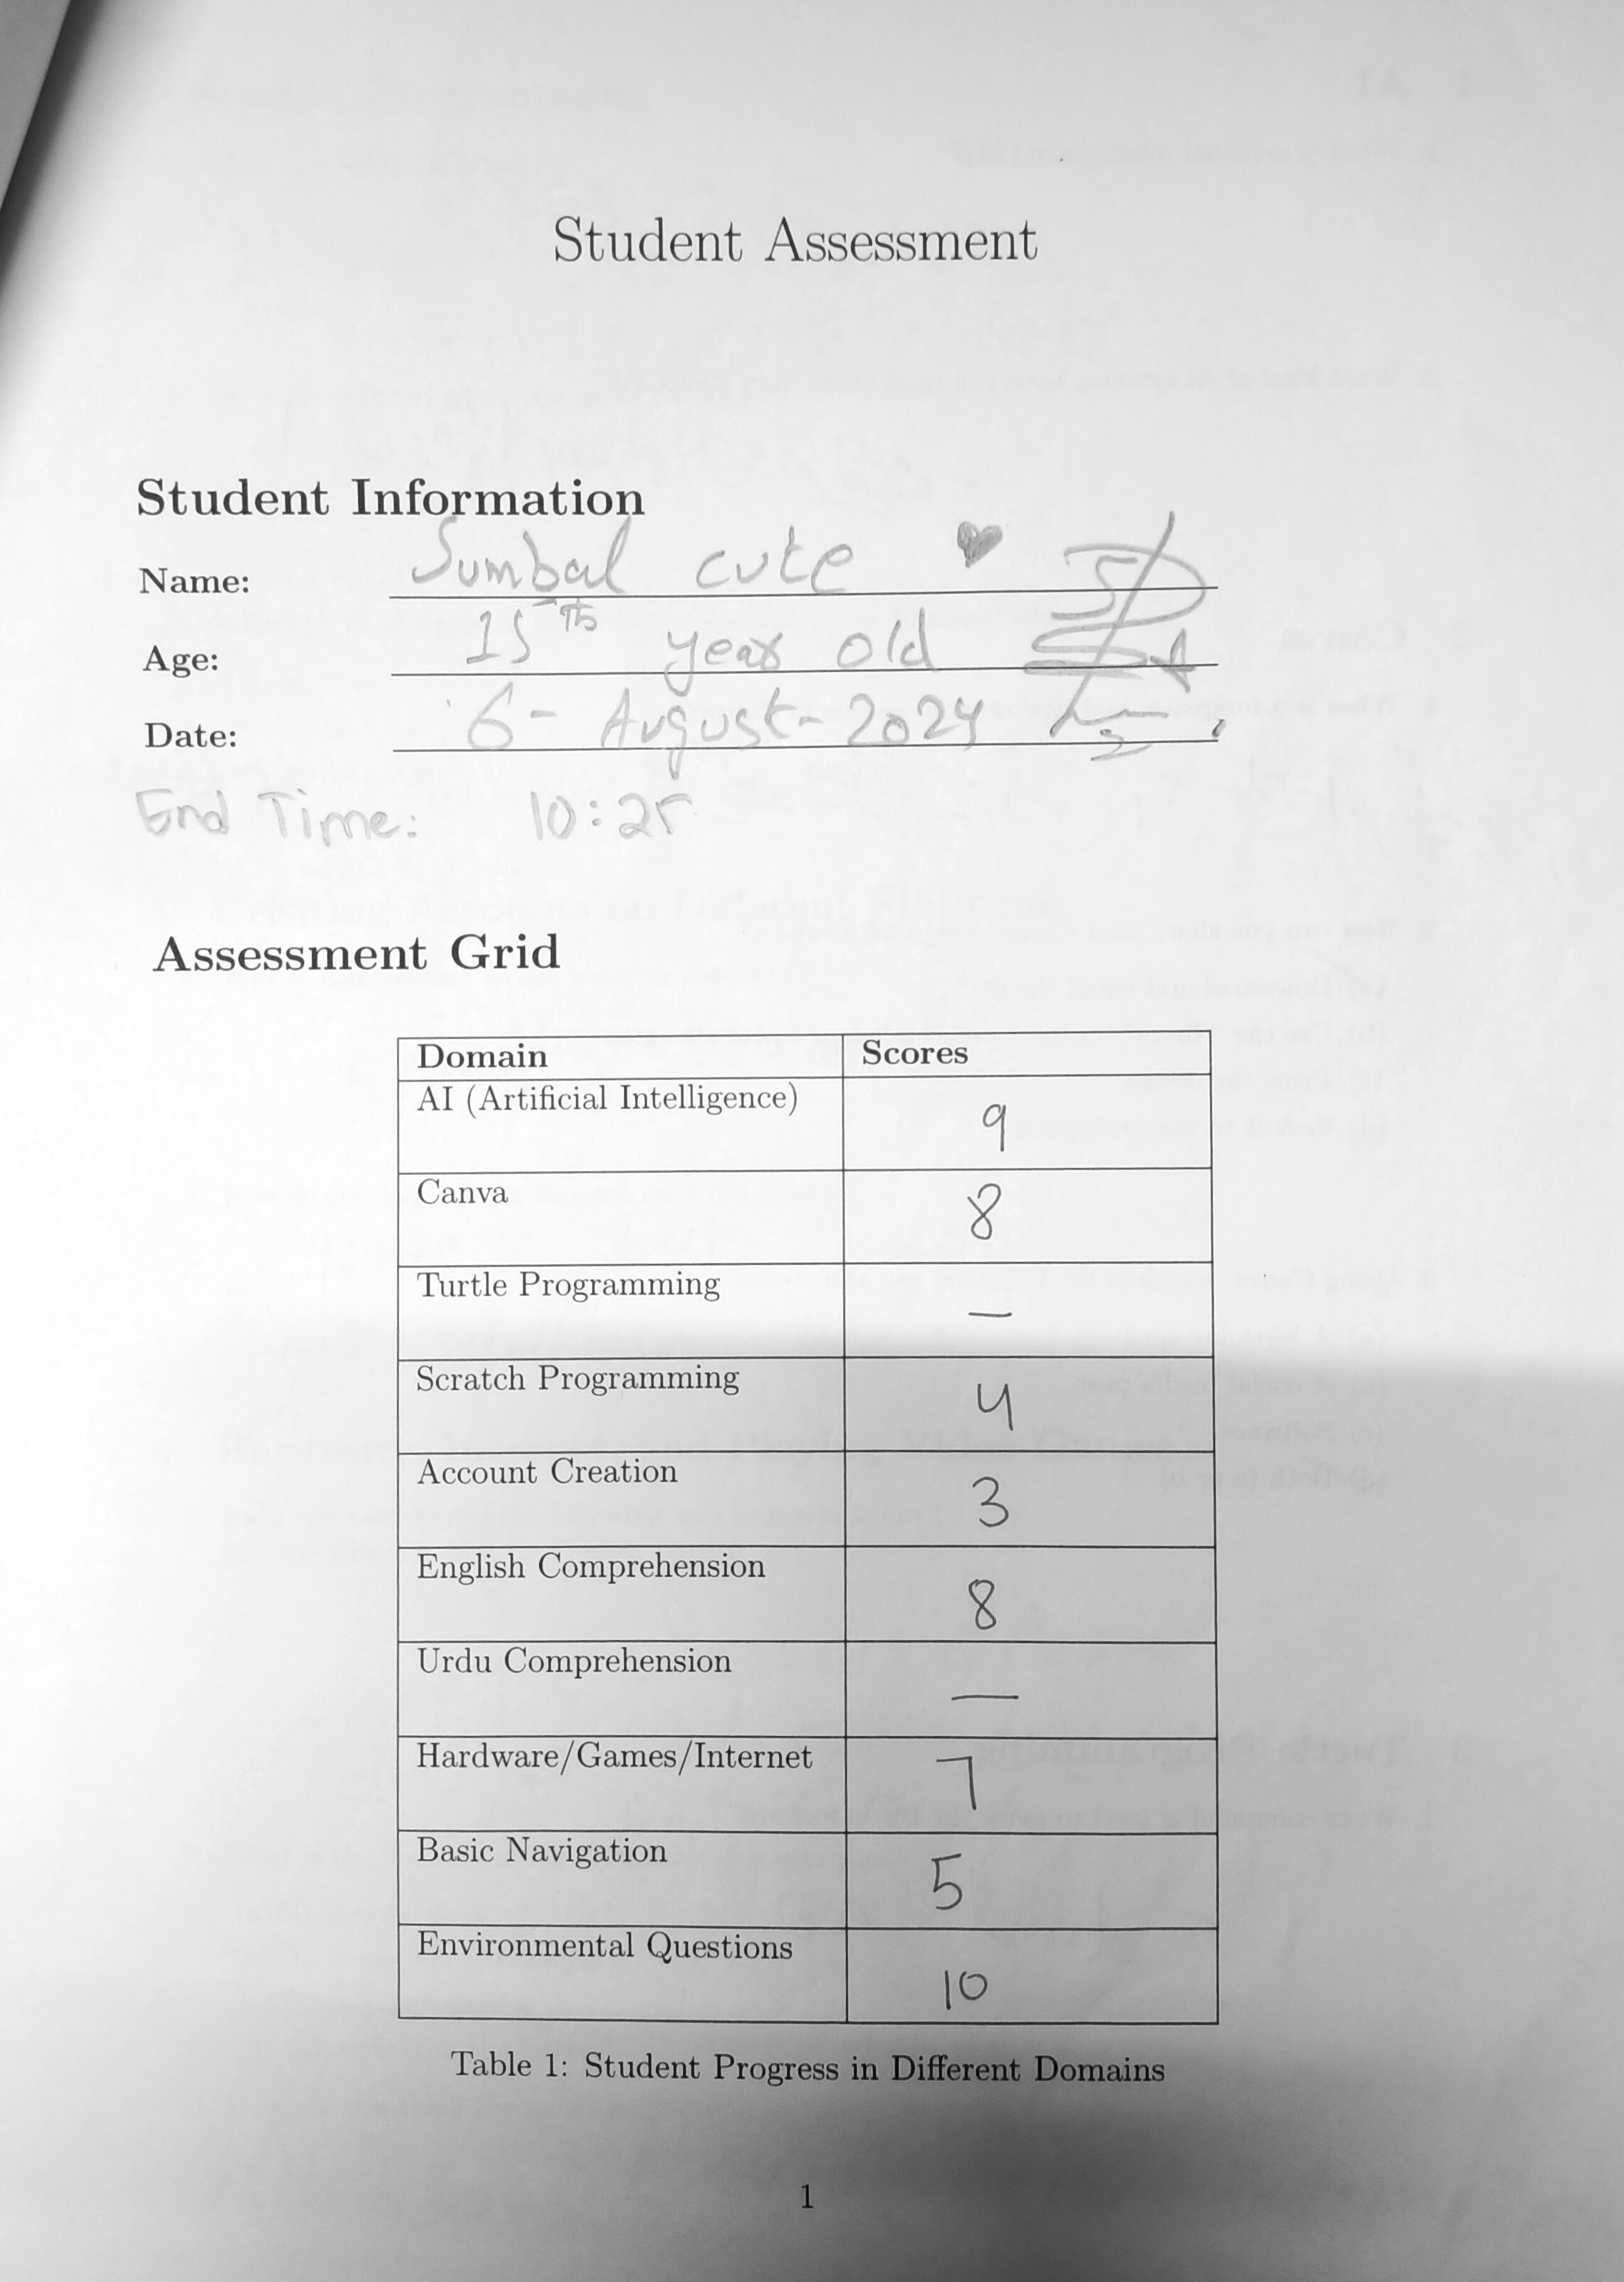 Student Assessment
Student Information
Name: Sumbal cute ♥
Age: 15th year old
Date: 6- August- 2024
End Time: 10:25
Assessment Grid
Domain Scores
AI (Artificial Intelligence) 9
Canva 8
Turtle Programming —
Scratch Programming 4
Account Creation 3
English Comprehension 8
Urdu Comprehension —
Hardware/Games/Internet 7
Basic Navigation 5
Environmental Questions 10
Table 1: Student Progress in Different Domains
1